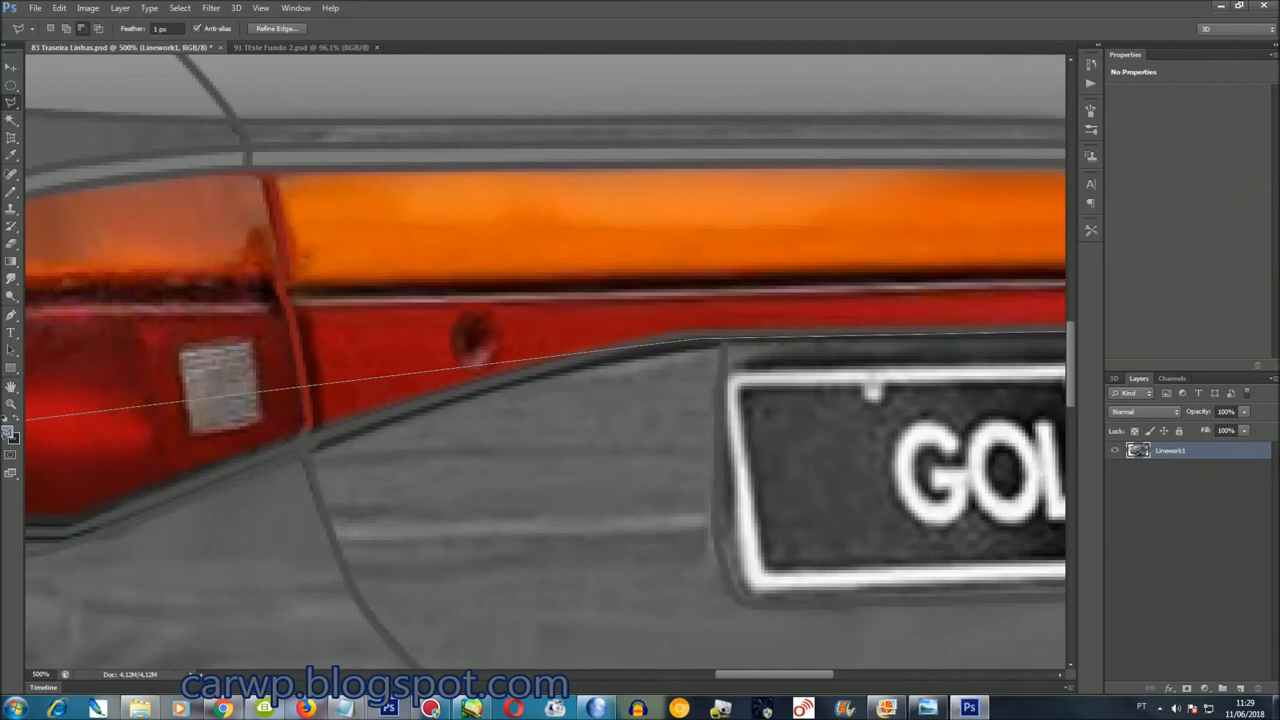 Ps File Edit Image Layer Type Select Filter 3D View Window Help
Feather: 1 px Anti-alias Refine Edge... 3D
83 Traseira Linhas.psd @ 500% (Linework1, RGB/8) * × 91 TEste Fundo 2.psd @ 96,1% (RGB/8) ×
Properties
No Properties
GOL
3D Layers Channels
Kind
Normal Opacity: 100%
Lock: Fill: 100%
Linework1
500% Doc: 4,12M/4,12M
Timeline
carwp.blogspot.com
PT 11:29
11/06/2018